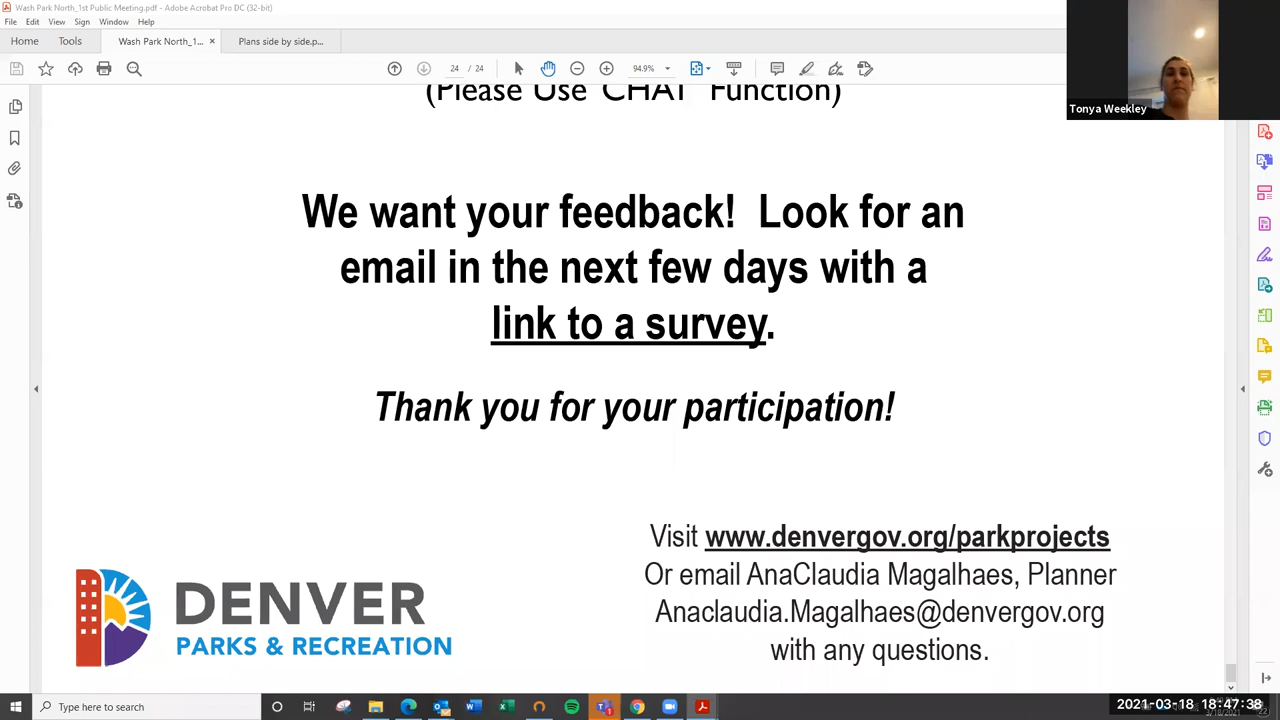 Wash Park North_1st Public Meeting.pdf - Adobe Acrobat Pro DC (32-bit)
File Edit View Sign Window Help
Home Tools Wash Park North_1... × Plans side by side.p...
24 / 24 94.9%
Tonya Weekley
(Please Use "CHAT" Function)
We want your feedback! Look for an
email in the next few days with a
link to a survey.
Thank you for your participation!
Visit www.denvergov.org/parkprojects
Or email AnaClaudia Magalhaes, Planner
Anaclaudia.Magalhaes@denvergov.org
with any questions.
DENVER
PARKS & RECREATION
Type here to search
2021-03-18 18:47:38